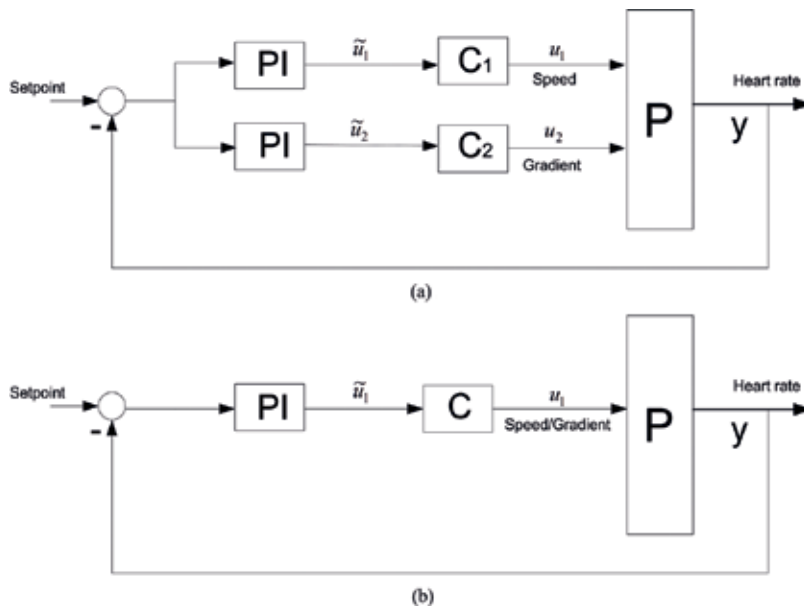 Setpoint
-
PI
ũ₁
C₁
u₁
Speed
PI
ũ₂
C₂
u₂
Gradient
P
Heart rate
y
(a)
Setpoint
-
PI
ũ₁
C
u₁
Speed/Gradient
P
Heart rate
y
(b)